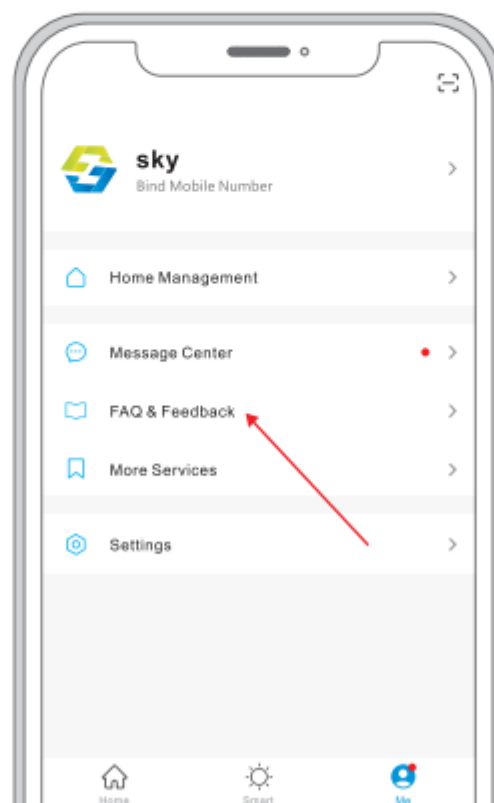 sky
Bind Mobile Number
Home Management
Message Center
FAQ & Feedback
More Services
Settings
Home
Smart
Me